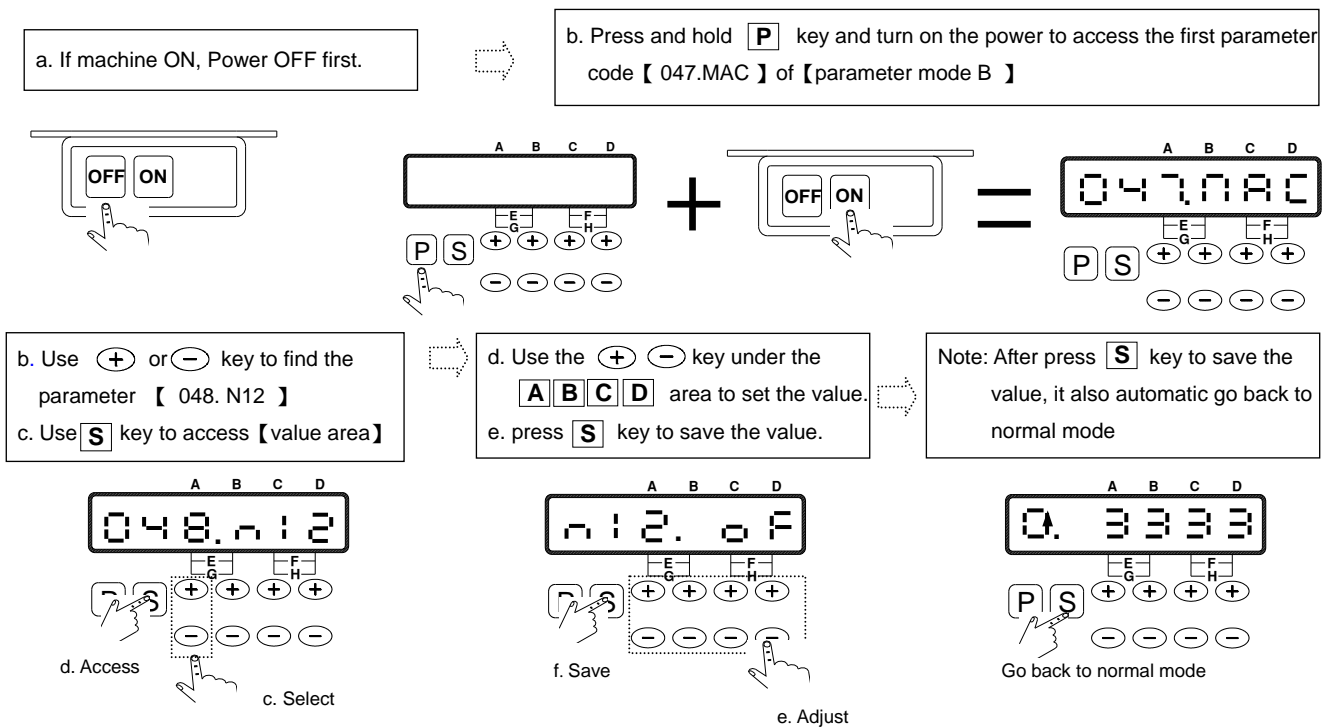 a. If machine ON, Power OFF first.
b. Press and hold P key and turn on the power to access the first parameter
code【 047.MAC 】of【parameter mode B 】
OFF ON
A B C D
E F
G H
P S
+ + + +
- - - -
+
OFF ON
=
A B C D
047.MAC
E F
G H
P S
+ + + +
- - - -
b. Use + or - key to find the
parameter 【 048. N12 】
c. Use S key to access【value area】
d. Use the + - key under the
A B C D area to set the value.
e. press S key to save the value.
Note: After press S key to save the
value, it also automatic go back to
normal mode
A B C D
048.n12
E F
G H
S + + + +
- - - -
d. Access
c. Select
A B C D
n12. oF
E F
G H
S + + + +
- - - -
f. Save
e. Adjust
A B C D
0. 3333
E F
G H
P S + + + +
- - - -
Go back to normal mode